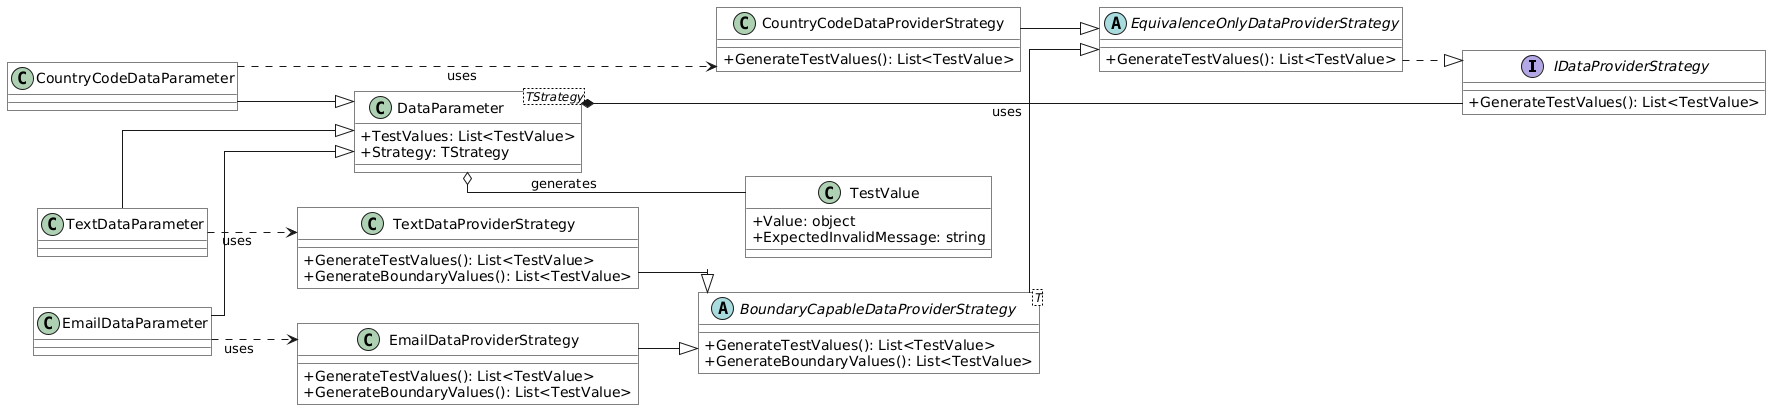 C CountryCodeDataProviderStrategy
+GenerateTestValues(): List<TestValue>
A EquivalenceOnlyDataProviderStrategy
+GenerateTestValues(): List<TestValue>
I IDataProviderStrategy
+GenerateTestValues(): List<TestValue>
C CountryCodeDataParameter
uses
C DataParameter
TStrategy
+TestValues: List<TestValue>
+Strategy: TStrategy
uses
generates
C TestValue
+Value: object
+ExpectedInvalidMessage: string
C TextDataParameter
uses
C TextDataProviderStrategy
+GenerateTestValues(): List<TestValue>
+GenerateBoundaryValues(): List<TestValue>
A BoundaryCapableDataProviderStrategy
T
+GenerateTestValues(): List<TestValue>
+GenerateBoundaryValues(): List<TestValue>
C EmailDataParameter
uses
C EmailDataProviderStrategy
+GenerateTestValues(): List<TestValue>
+GenerateBoundaryValues(): List<TestValue>